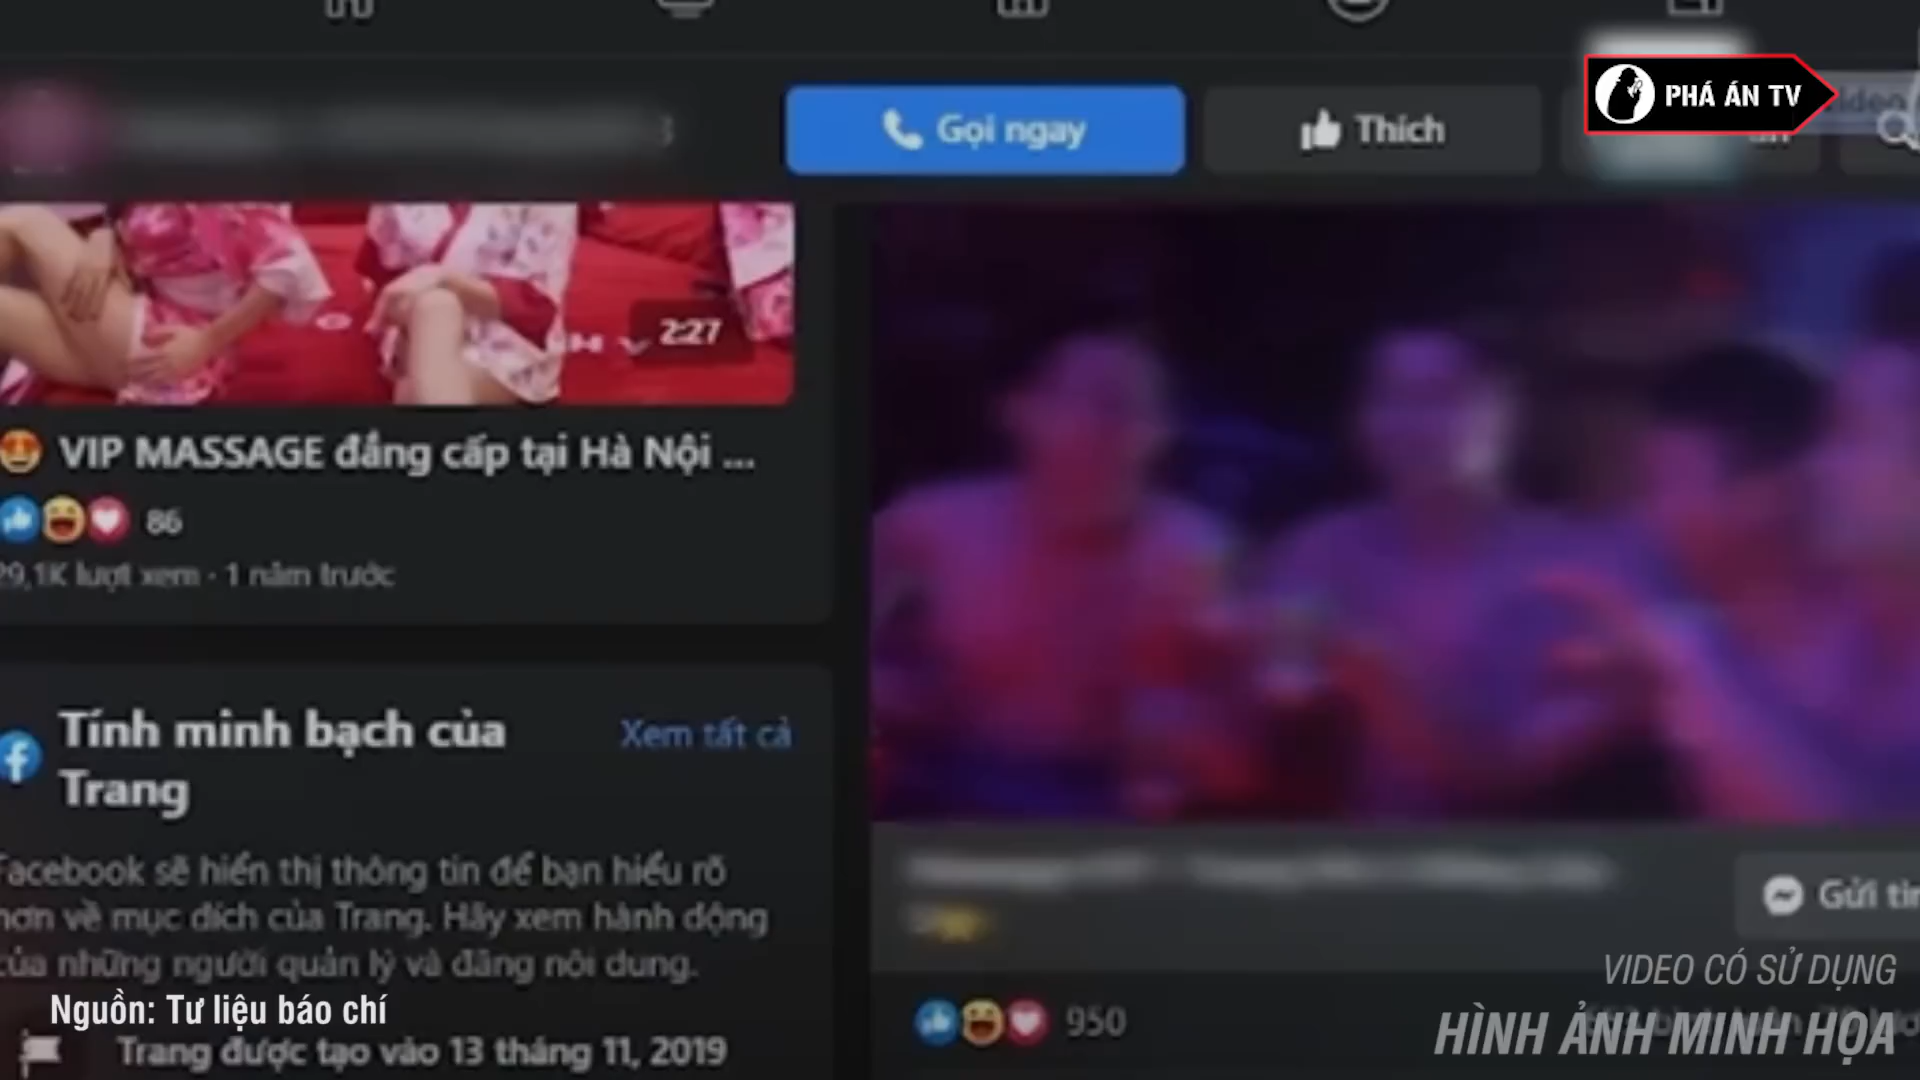 PHÁ ÁN TV
Gọi ngay
Thích
2:27
VIP MASSAGE đẳng cấp tại Hà Nội ...
86
29,1K lượt xem · 1 năm trước
Tính minh bạch của
Trang
Xem tất cả
Facebook sẽ hiển thị thông tin để bạn hiểu rõ
hơn về mục đích của Trang. Hãy xem hành động
của những người quản lý và đăng nội dung.
Trang được tạo vào 13 tháng 11, 2019
Gửi tin
950
Nguồn: Tư liệu báo chí
VIDEO CÓ SỬ DỤNG
HÌNH ẢNH MINH HỌA